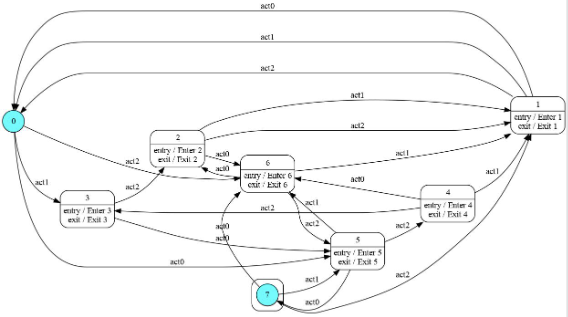 act0
act1
act2
0
1
entry / Enter 1
exit / Exit 1
act1
act2
2
entry / Enter 2
exit / Exit 2
act0
act0
act2
6
entry / Enter 6
exit / Exit 6
act1
act0
act1
act1
act2
3
entry / Enter 3
exit / Exit 3
4
entry / Enter 4
exit / Exit 4
act2
act1
act2
act2
act0
act0
5
entry / Enter 5
exit / Exit 5
act0
act1
act2
7
act0